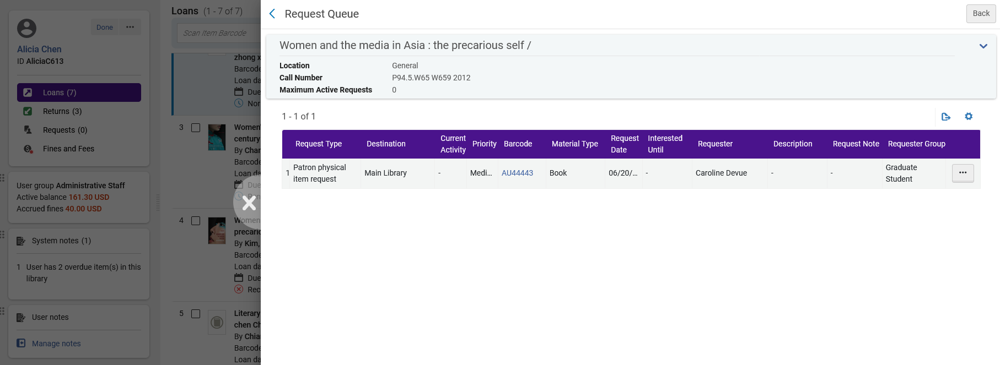 Done
Alicia Chen
ID AliciaC613
Loans (7)
Returns (3)
Requests (0)
Fines and Fees
User group Administrative Staff
Active balance 161.30 USD
Accrued fines 40.00 USD
System notes (1)
1 User has 2 overdue item(s) in this
library
User notes
Manage notes
Loans (1 - 7 of 7)
Scan Item Barcode
zhong x
Barcode
Loan da
Due
Nor
3
Women'
century
By Chan
Barcode
Loan da
Due
4
Women
precario
By Kim,
Barcode
Loan da
Due
Rec
5
Literary
chen Ch
By Chia
Barcode
Loan da
Request Queue
Back
Women and the media in Asia : the precarious self /
Location General
Call Number P94.5.W65 W659 2012
Maximum Active Requests 0
1 - 1 of 1
Request Type Destination Current Activity Priority Barcode Material Type Request Date Interested Until Requester Description Request Note Requester Group
1 Patron physical item request Main Library - Medi... AU44443 Book 06/20/... - Caroline Devue - - Graduate Student